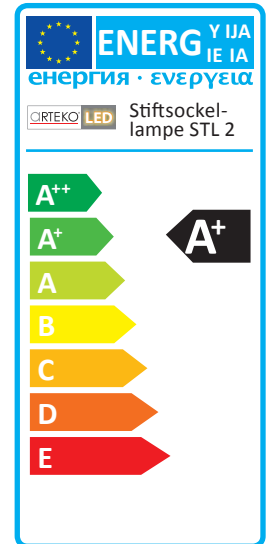 ENERG Y IJA
IE IA
енергия · ενεργεια
ARTEKO LED Stiftsockel-
lampe STL 2
A++
A+
A+
A
B
C
D
E